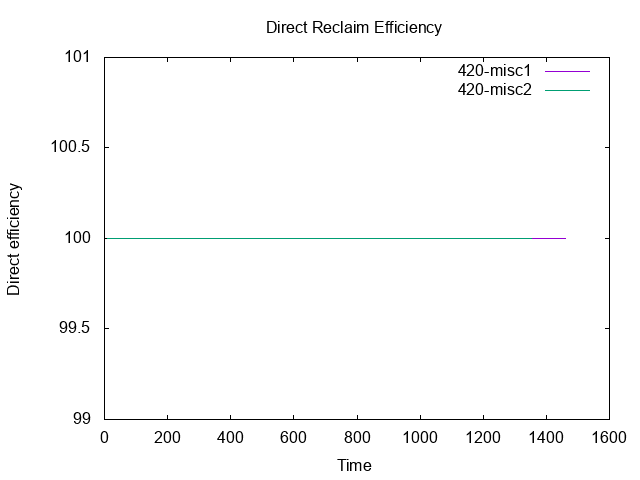 Direct Reclaim Efficiency
101
100.5
100
99.5
99
Direct efficiency
420-misc1
420-misc2
0 200 400 600 800 1000 1200 1400 1600
Time